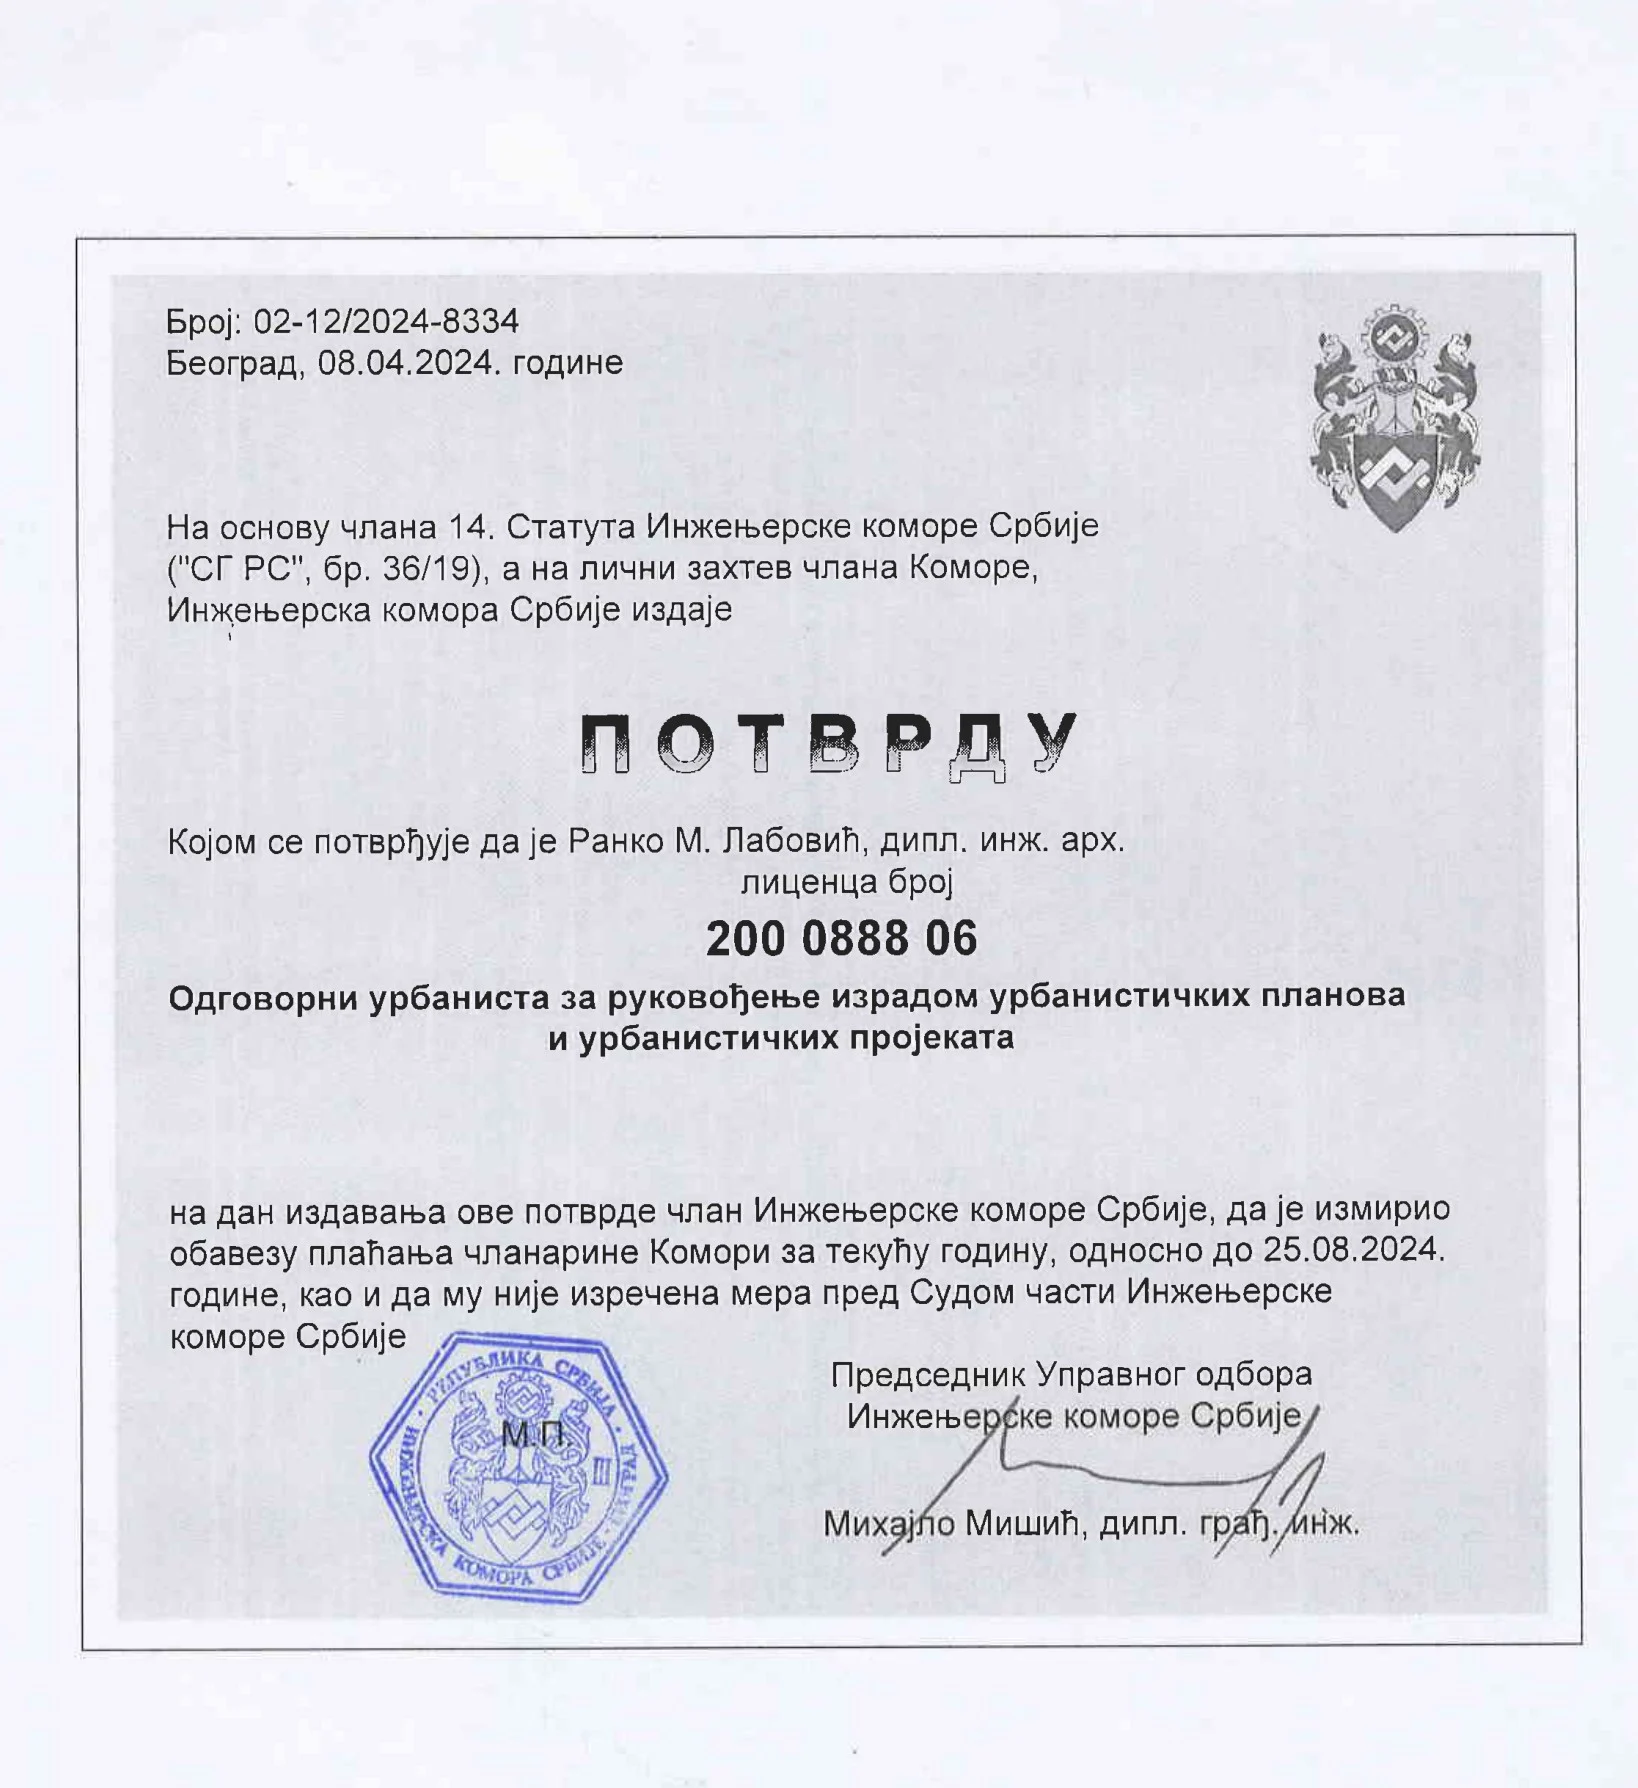 Број: 02-12/2024-8334
Београд, 08.04.2024. године
На основу члана 14. Статута Инжењерске коморе Србије
("СГ РС", бр. 36/19), а на лични захтев члана Коморе,
Инжењерска комора Србије издаје
ПОТВРДУ
Којом се потврђује да је Ранко М. Лабовић, дипл. инж. арх.
лиценца број
200 0888 06
Одговорни урбаниста за руковођење израдом урбанистичких планова
и урбанистичких пројеката
на дан издавања ове потврде члан Инжењерске коморе Србије, да је измирио
обавезу плаћања чланарине Комори за текућу годину, односно до 25.08.2024.
године, као и да му није изречена мера пред Судом части Инжењерске
коморе Србије
РЕПУБЛИКА СРБИЈА
М.П.
III
ИНЖЕЊЕРСКА КОМОРА СРБИЈЕ
Председник Управног одбора
Инжењерске коморе Србије
Михајло Мишић, дипл. грађ. инж.